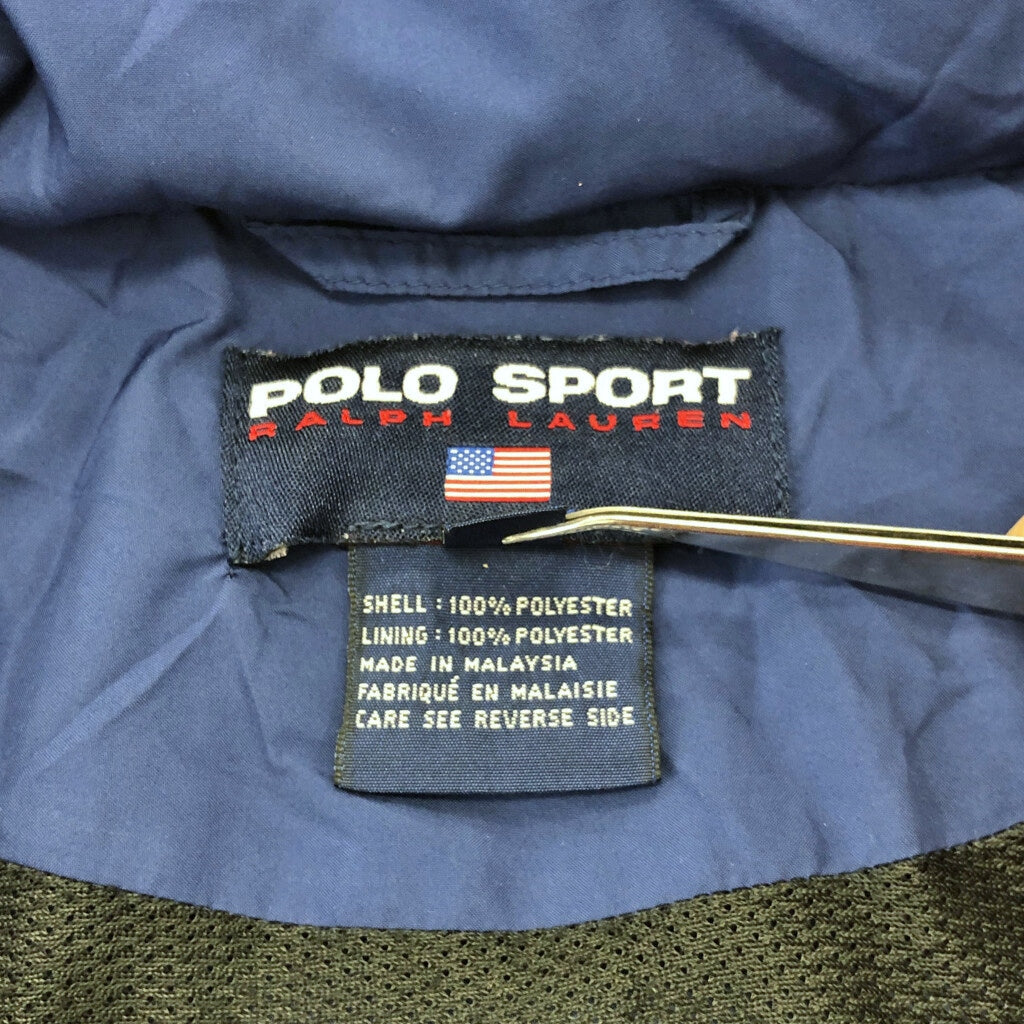 POLO SPORT
RALPH LAUREN
SHELL : 100% POLYESTER
LINING : 100% POLYESTER
MADE IN MALAYSIA
FABRIQUÉ EN MALAISIE
CARE SEE REVERSE SIDE